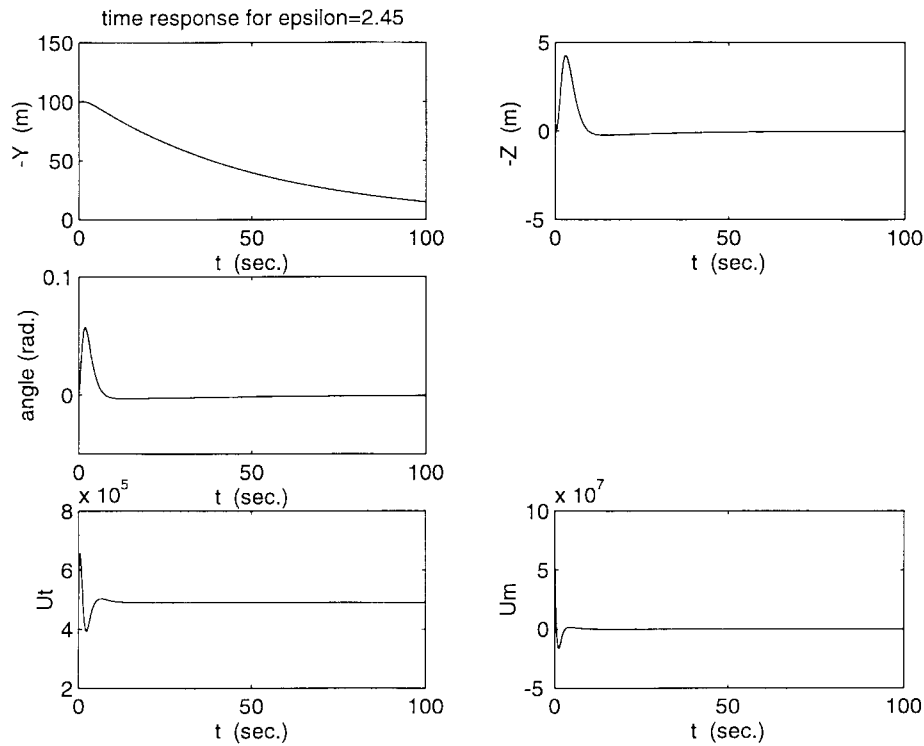 time response for epsilon=2.45
150
100
50
0
-Y (m)
0 50 100
t (sec.)
5
0
-5
-Z (m)
0 50 100
t (sec.)
0.1
0
angle (rad.)
0 50 100
t (sec.)
x 10^5
8
6
4
2
Ut
0 50 100
t (sec.)
x 10^7
10
5
0
-5
Um
0 50 100
t (sec.)